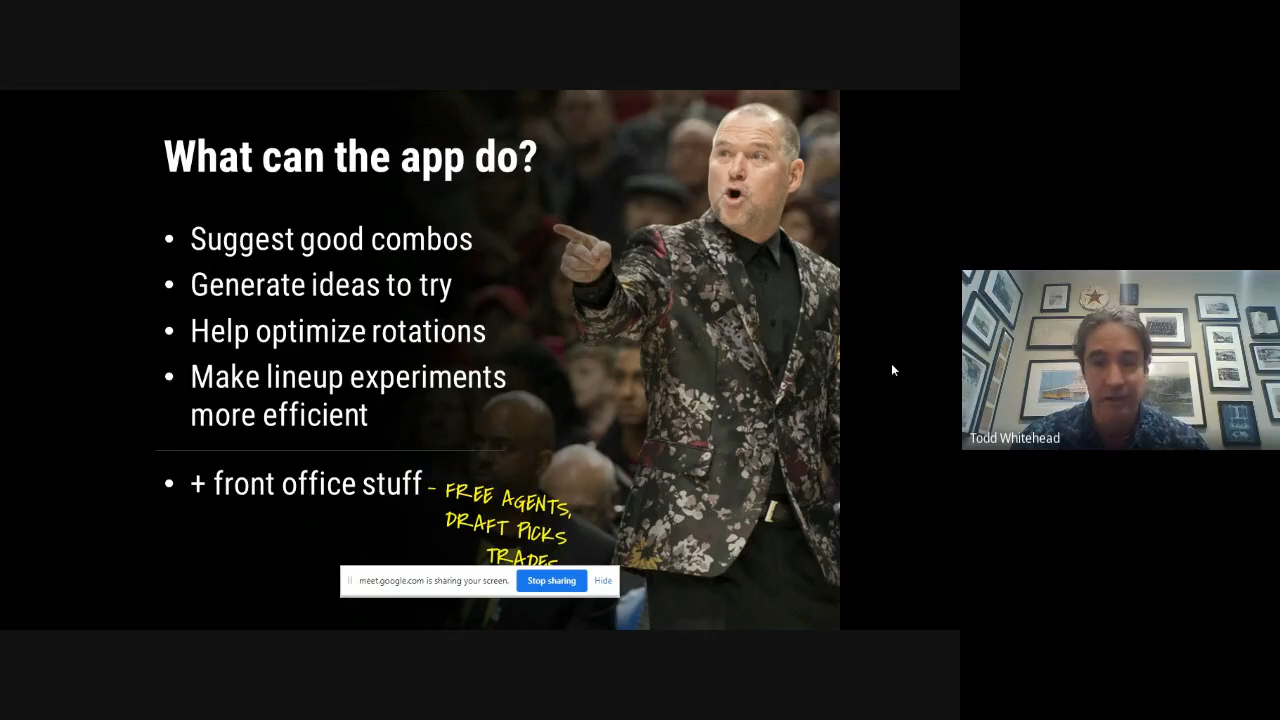 What can the app do?
• Suggest good combos
• Generate ideas to try
• Help optimize rotations
• Make lineup experiments
more efficient
• + front office stuff - FREE AGENTS,
DRAFT PICKS
TRADES
meet.google.com is sharing your screen.
Stop sharing
Hide
Todd Whitehead